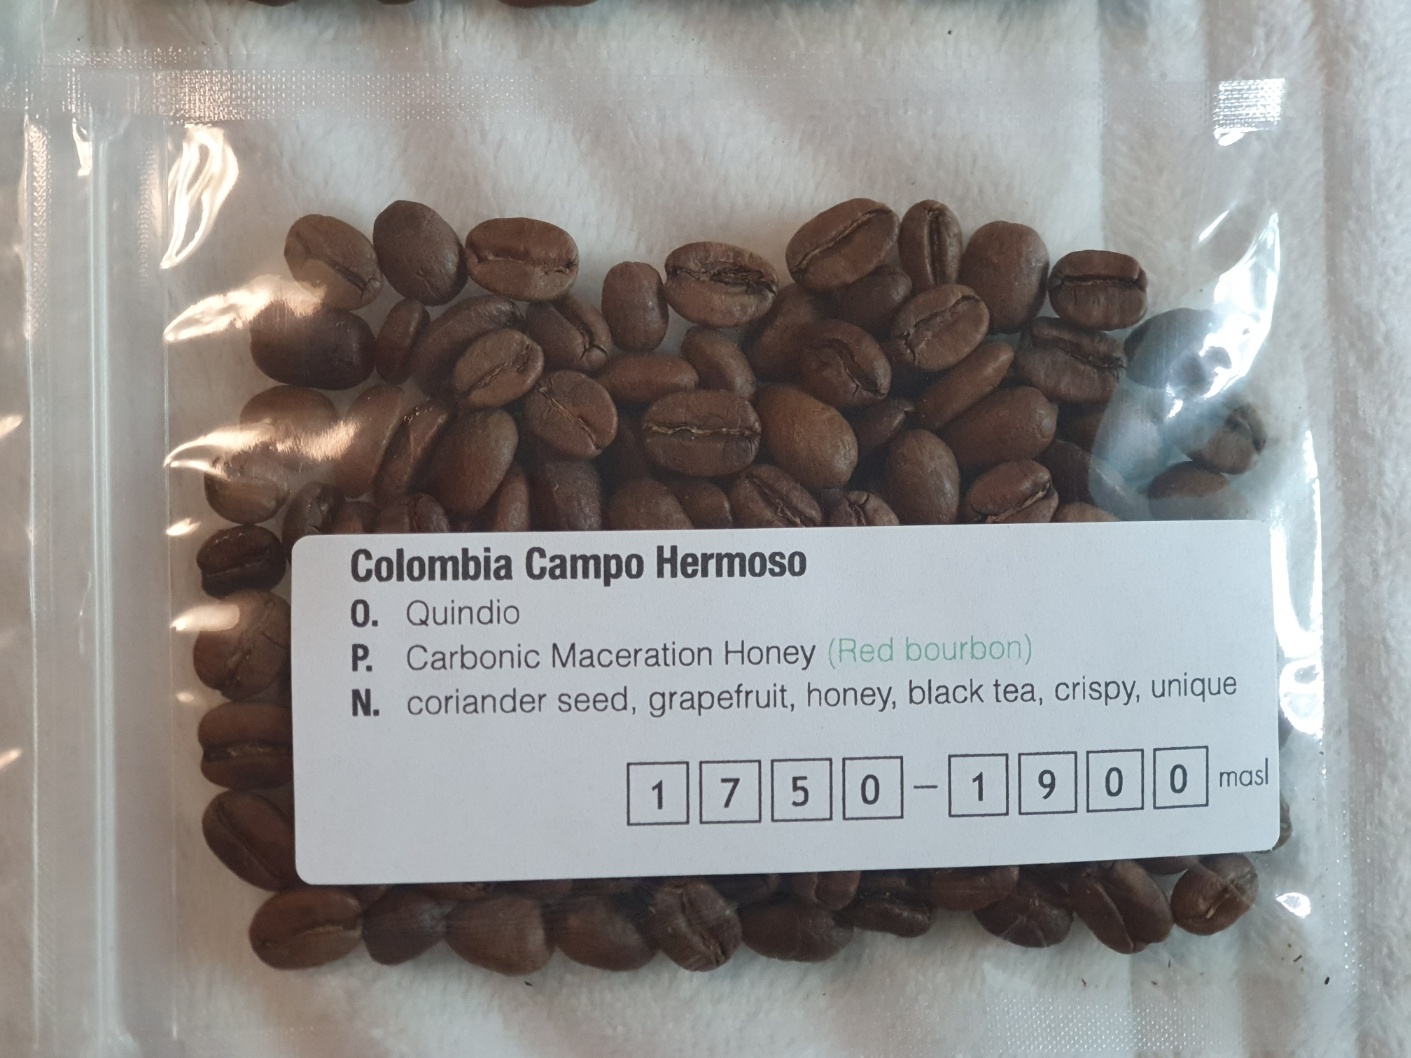 Colombia Campo Hermoso
O. Quindio
P. Carbonic Maceration Honey (Red bourbon)
N. coriander seed, grapefruit, honey, black tea, crispy, unique
1750-1900 masl